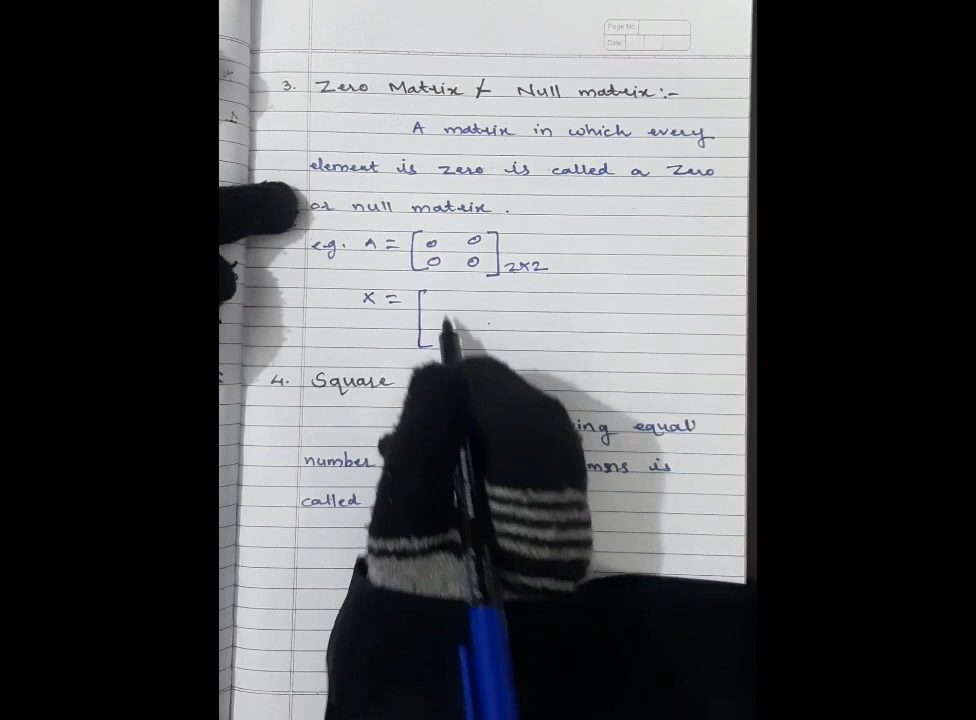 Page No
Date
3. Zero Matrix / Null matrix:-
A matrix in which every
element is zero is called a zero
or null matrix.
e.g. A = [0 0
0 0]2×2
X = [
4. Square
ing equal
number mns is
called